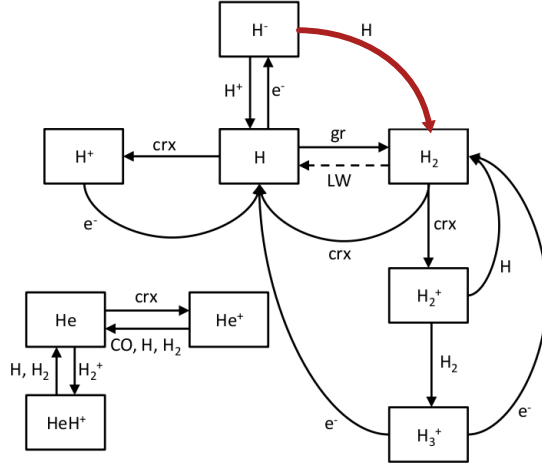 H⁻
H
H⁺
e⁻
H⁺
crx
H
gr
LW
H₂
e⁻
crx
crx
H₂⁺
H
He
crx
He⁺
CO, H, H₂
H, H₂
H₂⁺
HeH⁺
H₂
e⁻
H₃⁺
e⁻